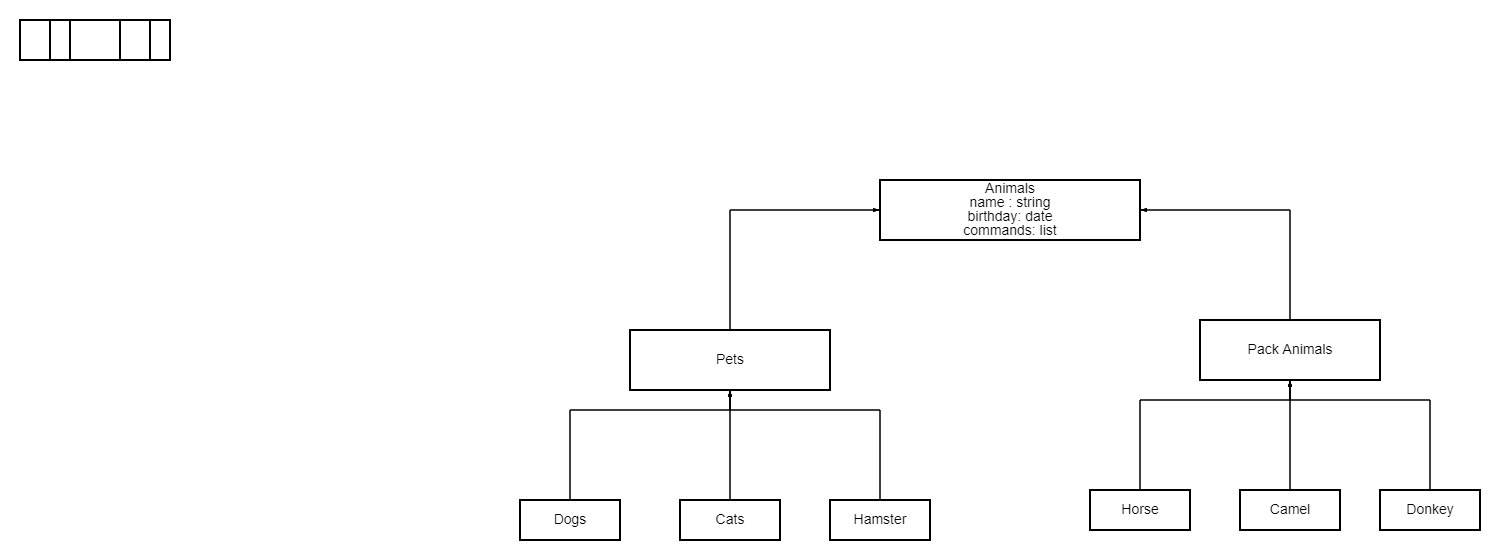 Animals
name : string
birthday: date
commands: list
Pets
Pack Animals
Dogs
Cats
Hamster
Horse
Camel
Donkey